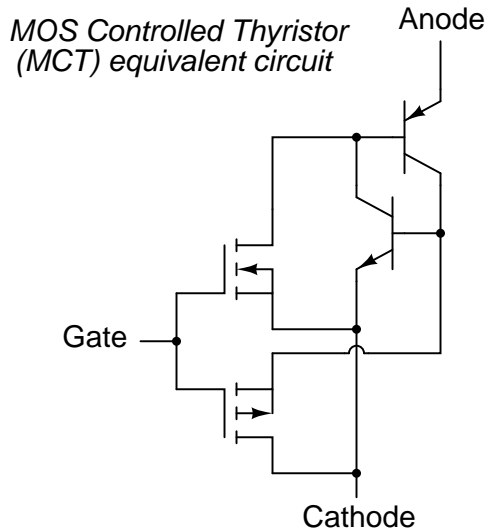 MOS Controlled Thyristor
(MCT) equivalent circuit
Anode
Gate
Cathode